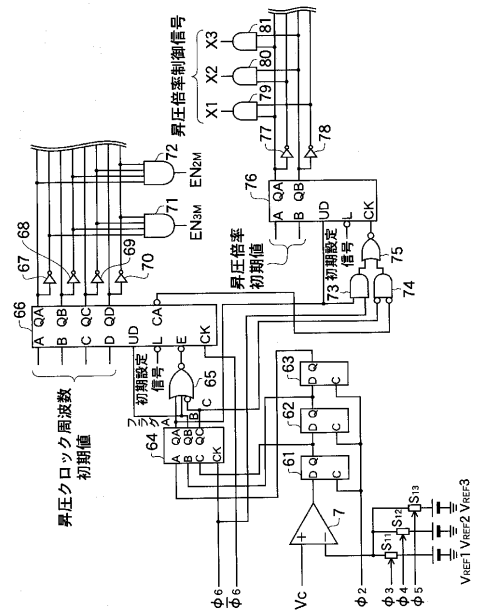 昇圧倍率制御信号
X1 X2 X3
79 80 81
77
78
EN3M EN2M
71 72
67
68
69
70
76
A QA
B QB
UD
L
CK
昇圧倍率
初期値
初期設定
信号
73
74
75
66
A QA
B QB
C QC
D QD
UD
L CA
E
CK
昇圧クロック周波数
初期値
初期設定
信号
65
フラグ
A
B
C
64
A QA
B QB
C QC
CK
63
D Q
C
62
D Q
C
61
D Q
C
7
+
−
φ6
φ6
VC
φ2
φ3 S11
φ4 S12
φ5 S13
VREF1 VREF2 VREF3